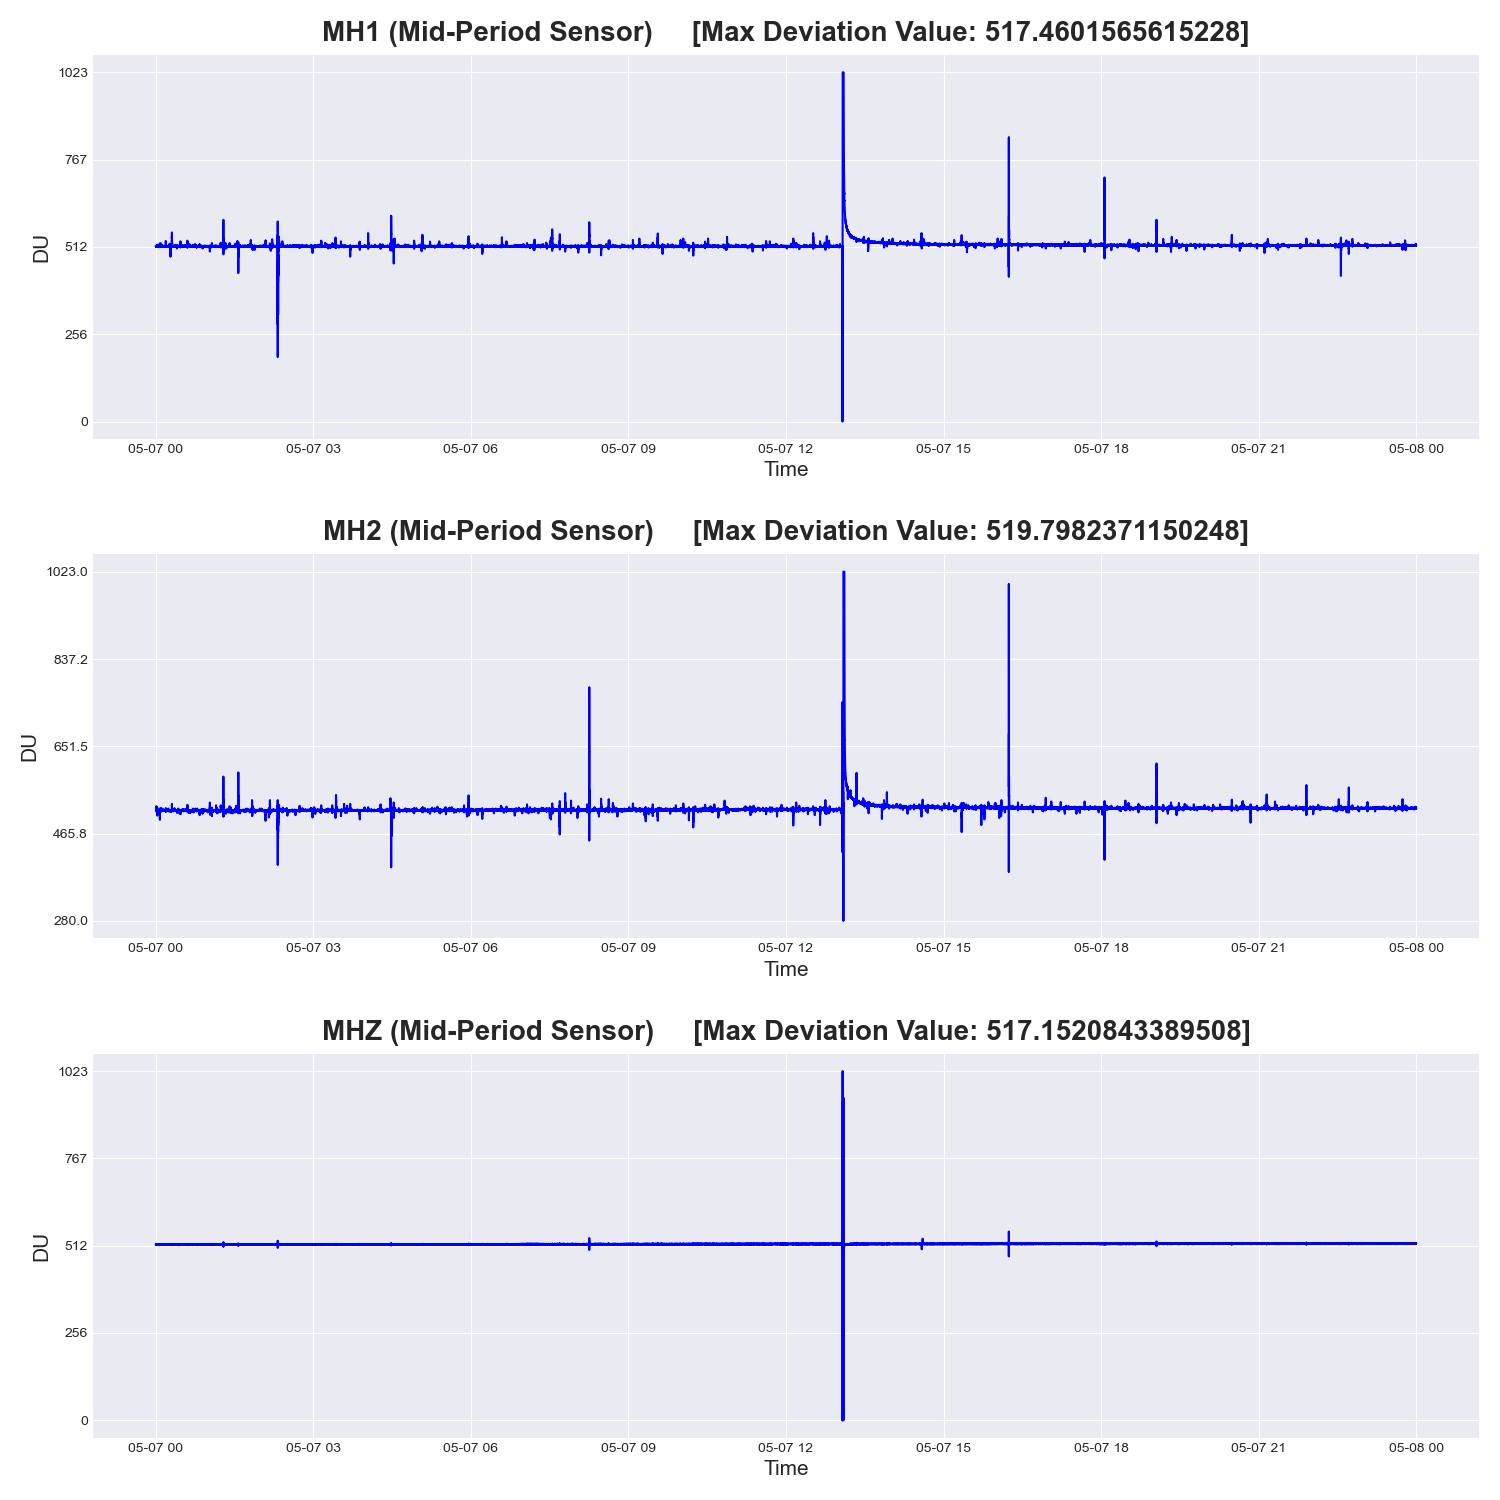 MH1 (Mid-Period Sensor) [Max Deviation Value: 517.4601565615228]
1023
767
512
256
0
DU
05-07 00 05-07 03 05-07 06 05-07 09 05-07 12 05-07 15 05-07 18 05-07 21 05-08 00
Time
MH2 (Mid-Period Sensor) [Max Deviation Value: 519.7982371150248]
1023.0
837.2
651.5
465.8
280.0
DU
05-07 00 05-07 03 05-07 06 05-07 09 05-07 12 05-07 15 05-07 18 05-07 21 05-08 00
Time
MHZ (Mid-Period Sensor) [Max Deviation Value: 517.1520843389508]
1023
767
512
256
0
DU
05-07 00 05-07 03 05-07 06 05-07 09 05-07 12 05-07 15 05-07 18 05-07 21 05-08 00
Time